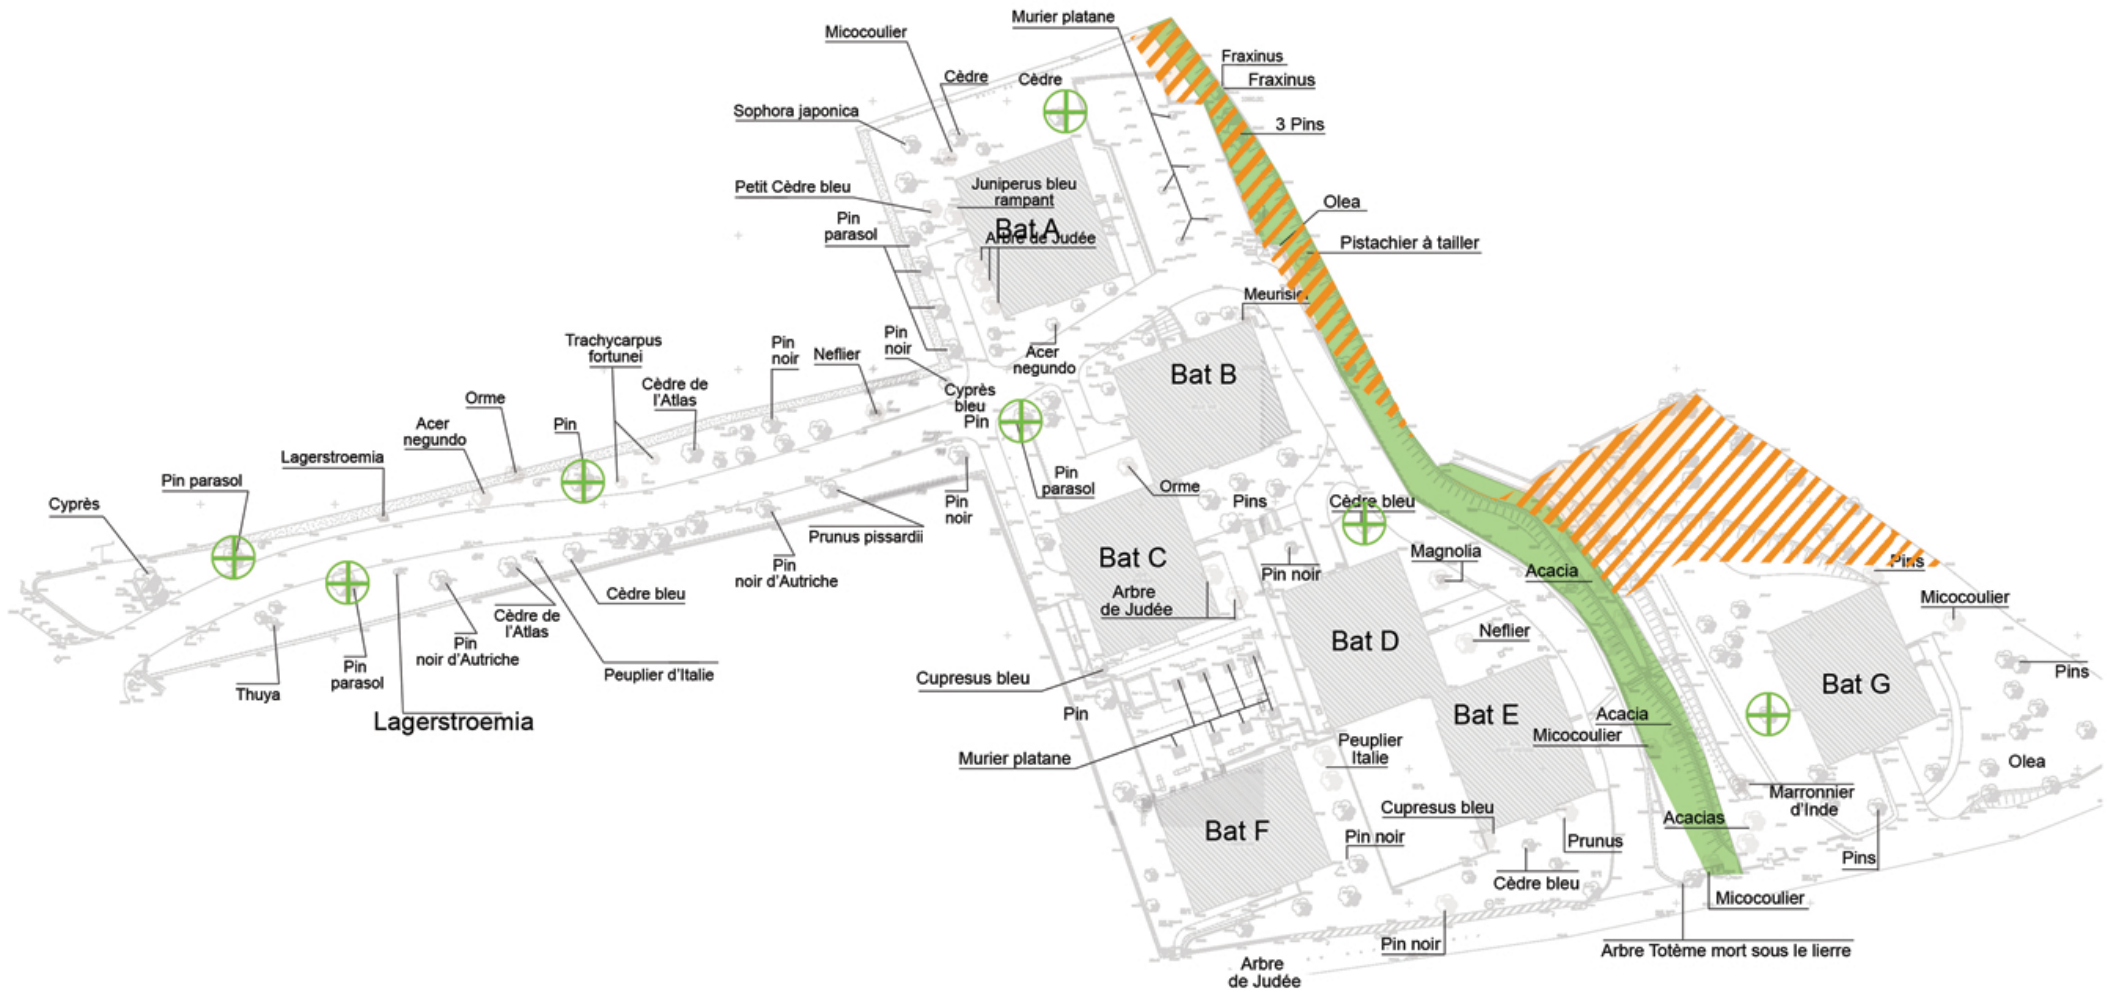 Murier platane
Micocoulier
Fraxinus
Fraxinus
Cèdre
Cèdre
Sophora japonica
3 Pins
Petit Cèdre bleu
Juniperus bleu
rampant
Olea
Pin
parasol
Bat A
Arbre de Judée
Pistachier à tailler
Meurisier
Trachycarpus
fortunei
Pin
noir
Neflier
Pin
noir
Acer
negundo
Bat B
Cèdre de
l'Atlas
Cyprès
bleu
Pin
Orme
Acer
negundo
Pin
Lagerstroemia
Pin parasol
Cyprès
Pin
parasol
Orme
Pins
Cèdre bleu
Pin
noir
Prunus pissardii
Bat C
Magnolia
Pin noir
Acacia
Pins
Pin
noir d'Autriche
Cèdre bleu
Arbre
de Judée
Micocoulier
Cèdre de
l'Atlas
Pin
noir d'Autriche
Bat D
Neflier
Pin
parasol
Peuplier d'Italie
Thuya
Cupresus bleu
Bat G
Pins
Lagerstroemia
Pin
Bat E
Acacia
Micocoulier
Peuplier
Italie
Murier platane
Olea
Marronnier
d'Inde
Cupresus bleu
Acacias
Bat F
Pin noir
Prunus
Pins
Cèdre bleu
Micocoulier
Pin noir
Arbre Totème mort sous le lierre
Arbre
de Judée